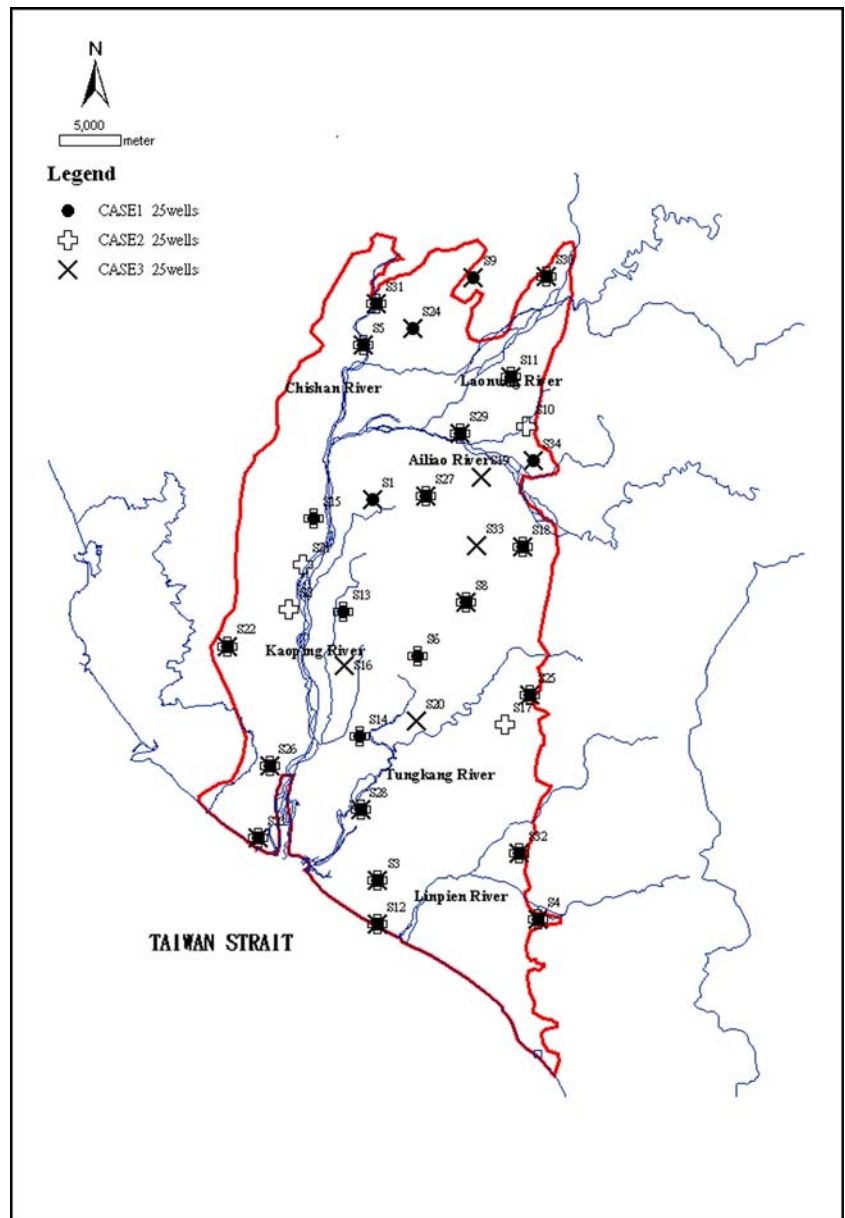 N
5,000
meter
Legend
CASE1 25wells
CASE2 25wells
CASE3 25wells
S9
S30
S31
S24
S5
S11
Chishan River
Laonung River
S10
S29
S34
Ailiao River
S19
S27
S1
S15
S33
S18
S21
S8
S13
S22
S6
Kaoping River
S16
S25
S17
S20
S14
S26
Tungkang River
S28
S32
S3
Linpien River
S4
S12
TAIWAN STRAIT